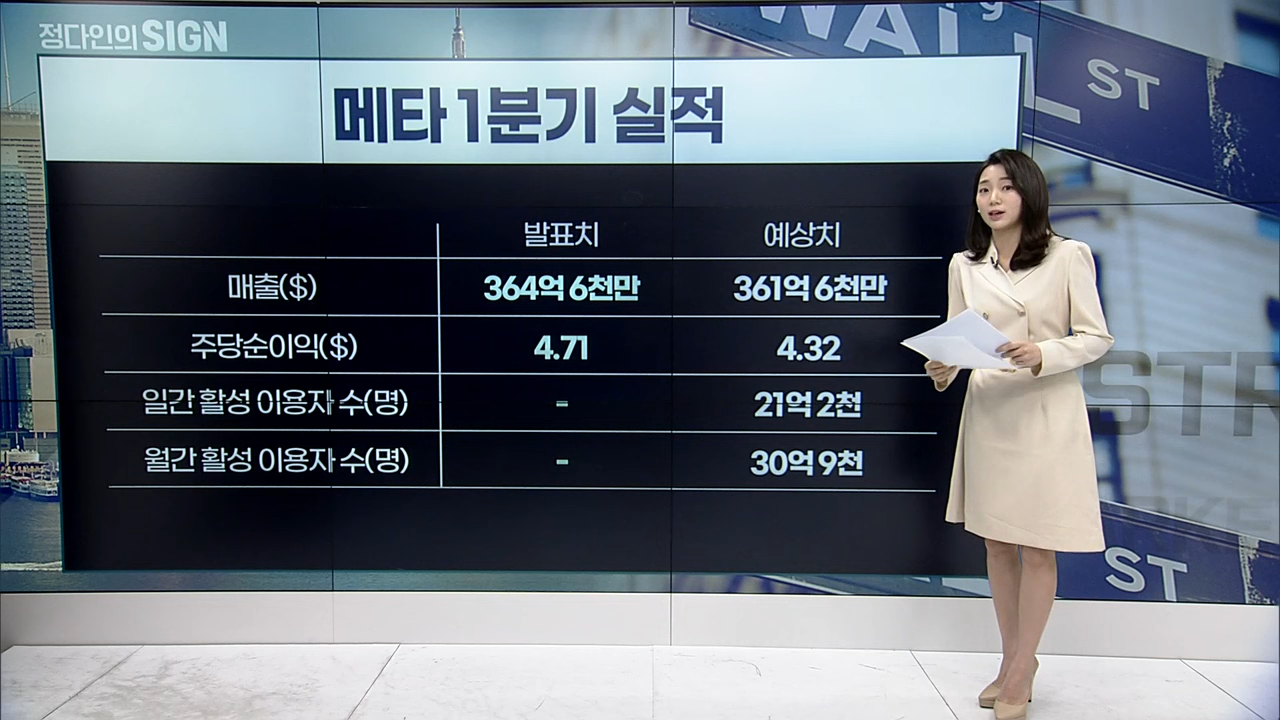 정다인의 SIGN
WALL ST
메타 1분기 실적
발표치 예상치
매출($) 364억 6천만 361억 6천만
주당순이익($) 4.71 4.32
일간 활성 이용자 수(명) - 21억 2천
월간 활성 이용자 수(명) - 30억 9천
STR
ST